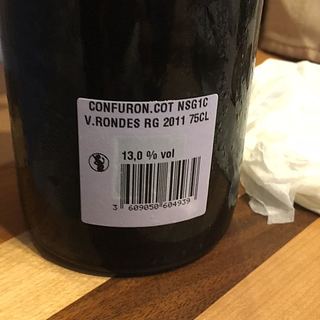 CONFURON.COT NSG1C
V.RONDES RG 2011 75CL
13,0 % vol
3 609050 604939